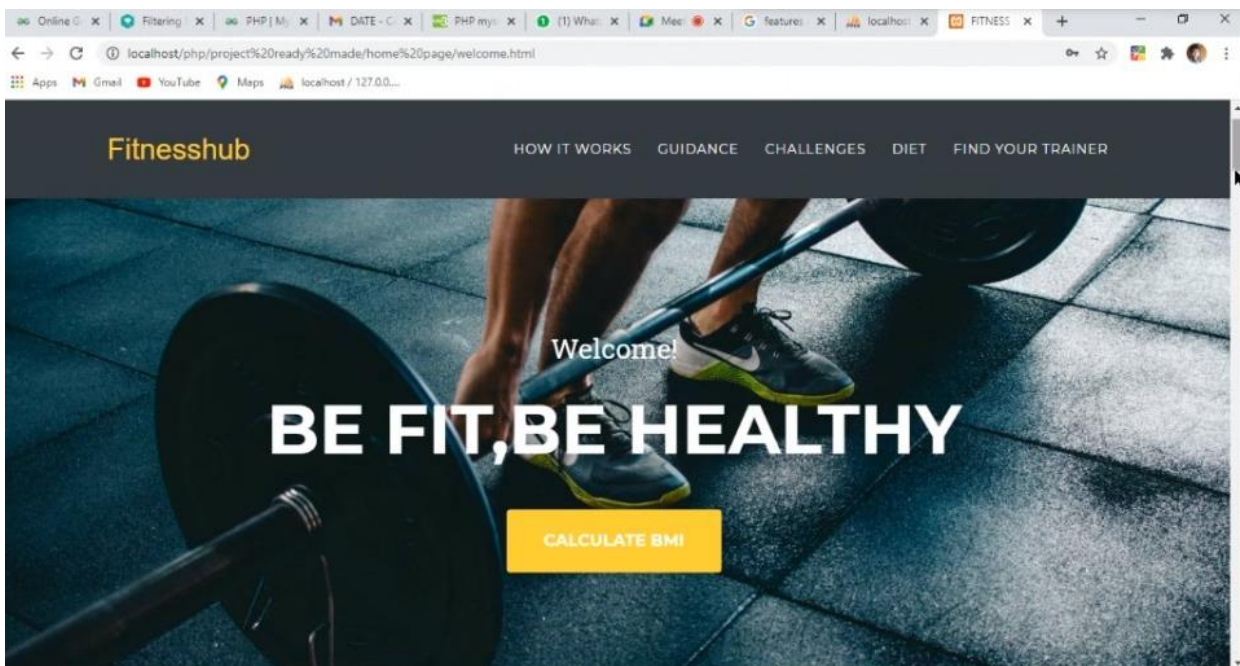 Online G
Filtering
PHP | My
DATE - C
PHP mys
(1) What
Meet
features
localhost
FITNESS
localhost/php/project%20ready%20made/home%20page/welcome.html
Apps Gmail YouTube Maps localhost / 127.0.0....
Fitnesshub
HOW IT WORKS GUIDANCE CHALLENGES DIET FIND YOUR TRAINER
Welcome!
BE FIT,BE HEALTHY
CALCULATE BMI